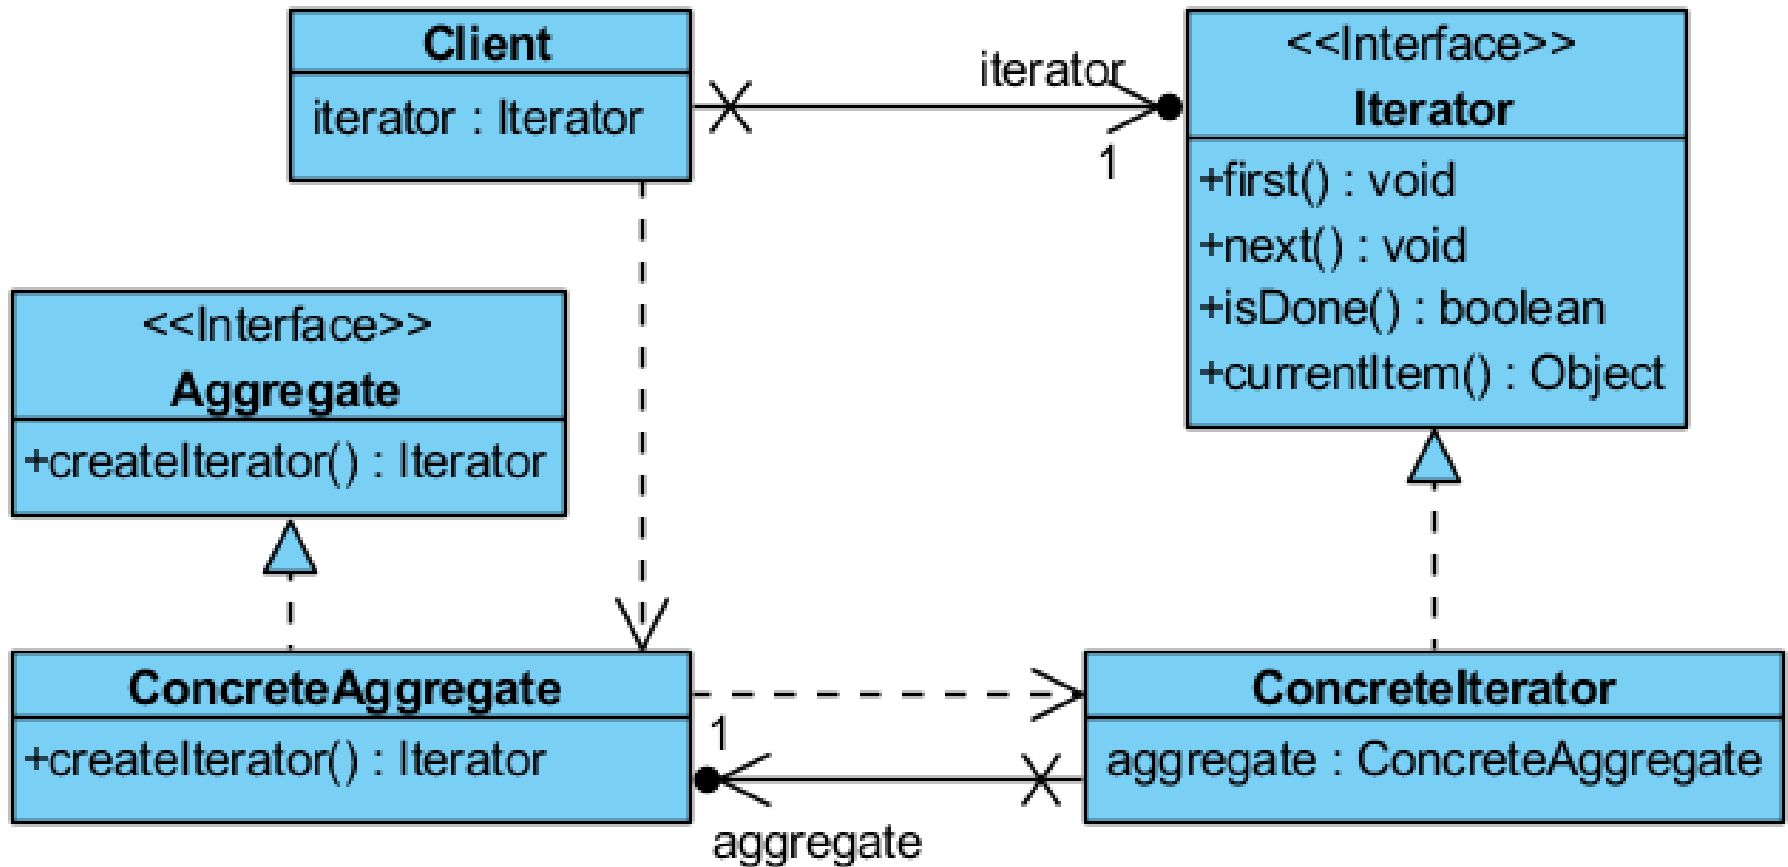 Client
iterator : Iterator
iterator
1
<<Interface>>
Iterator
+first() : void
+next() : void
+isDone() : boolean
+currentItem() : Object
<<Interface>>
Aggregate
+createIterator() : Iterator
ConcreteAggregate
+createIterator() : Iterator
1
aggregate
ConcreteIterator
aggregate : ConcreteAggregate